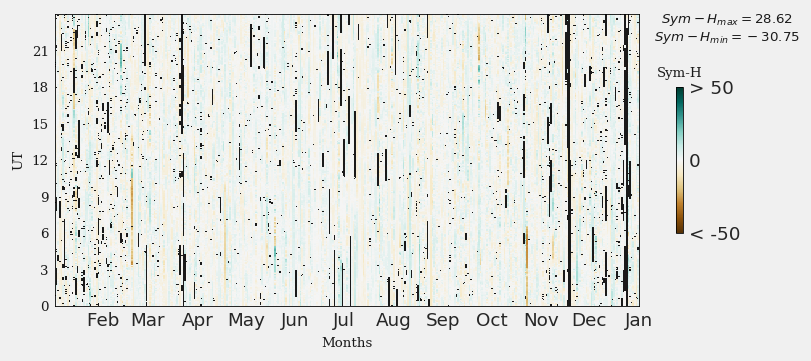 Sym − H_max = 28.62
Sym − H_min = −30.75
Sym-H
> 50
0
< -50
21
18
15
12
9
6
3
0
UT
Feb Mar Apr May Jun Jul Aug Sep Oct Nov Dec Jan
Months